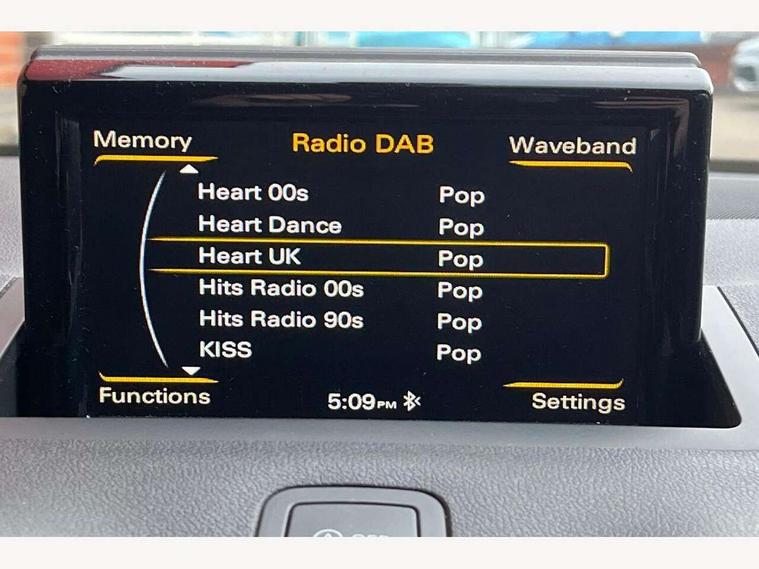 Memory Radio DAB Waveband
Heart 00s Pop
Heart Dance Pop
Heart UK Pop
Hits Radio 00s Pop
Hits Radio 90s Pop
KISS Pop
Functions 5:09PM Settings